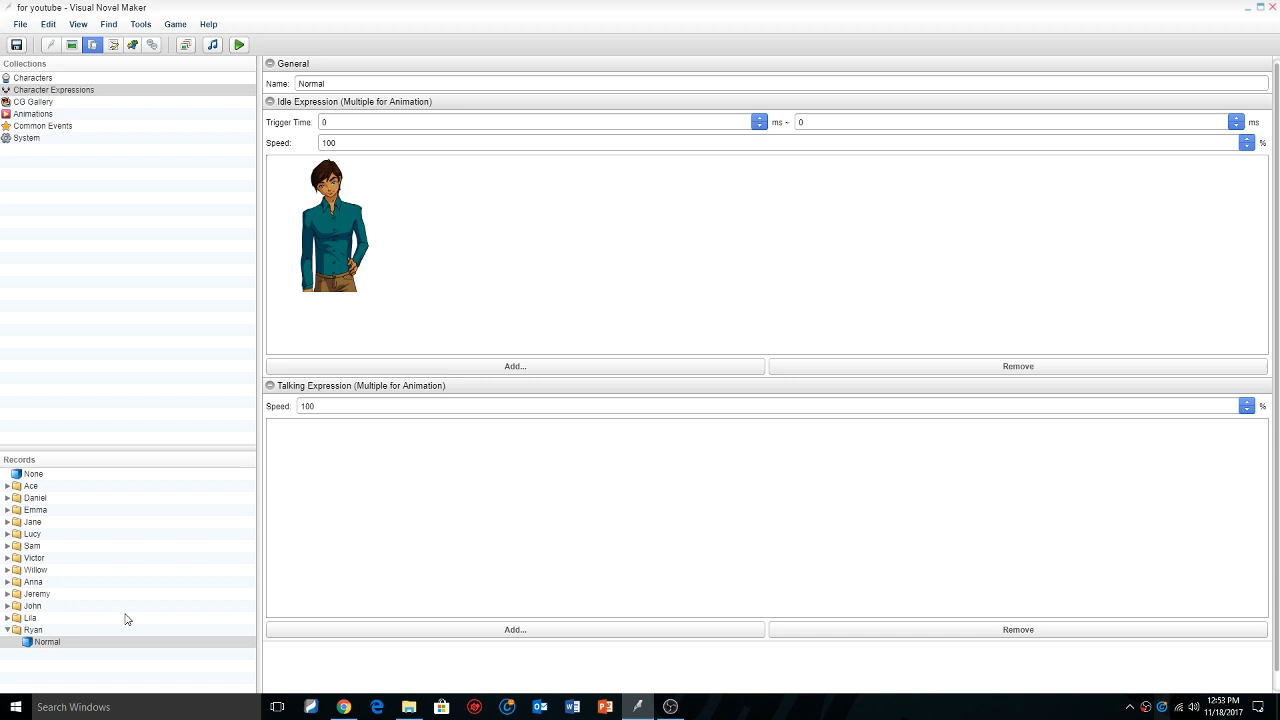 for youtube - Visual Novel Maker
File Edit View Find Tools Game Help
Collections
Characters
Character Expressions
CG Gallery
Animations
Common Events
System
Records
None
Ace
Daniel
Emma
Jane
Lucy
Sam
Victor
Willow
Anna
Jeremy
John
Lila
Ryan
Normal
General
Name: Normal
Idle Expression (Multiple for Animation)
Trigger Time: 0 ms ~ 0 ms
Speed: 100 %
Add... Remove
Talking Expression (Multiple for Animation)
Speed: 100 %
Add... Remove
Search Windows
12:53 PM
11/18/2017